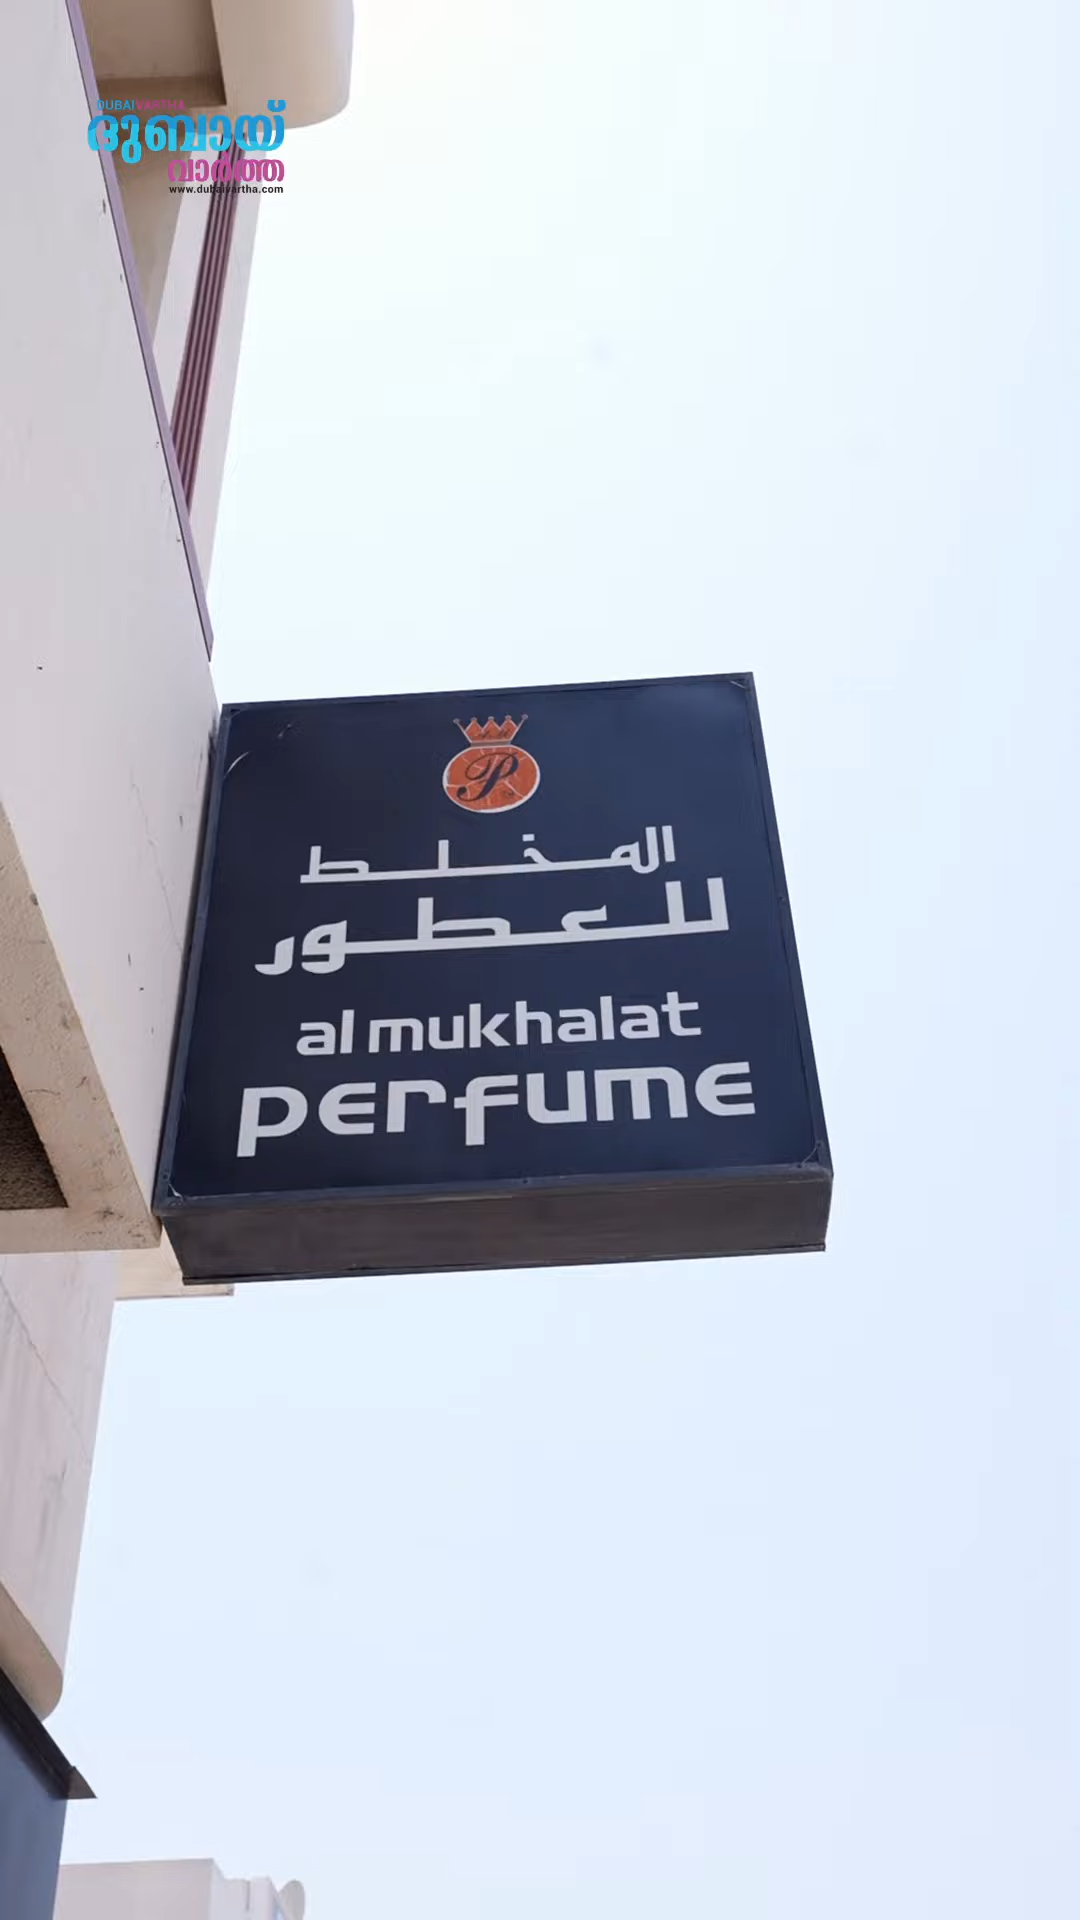 DUBAIVARTHA
ദുബായ്
വാർത്ത
www.dubaivartha.com
P
المخلط
للعطور
al mukhalat
perfume